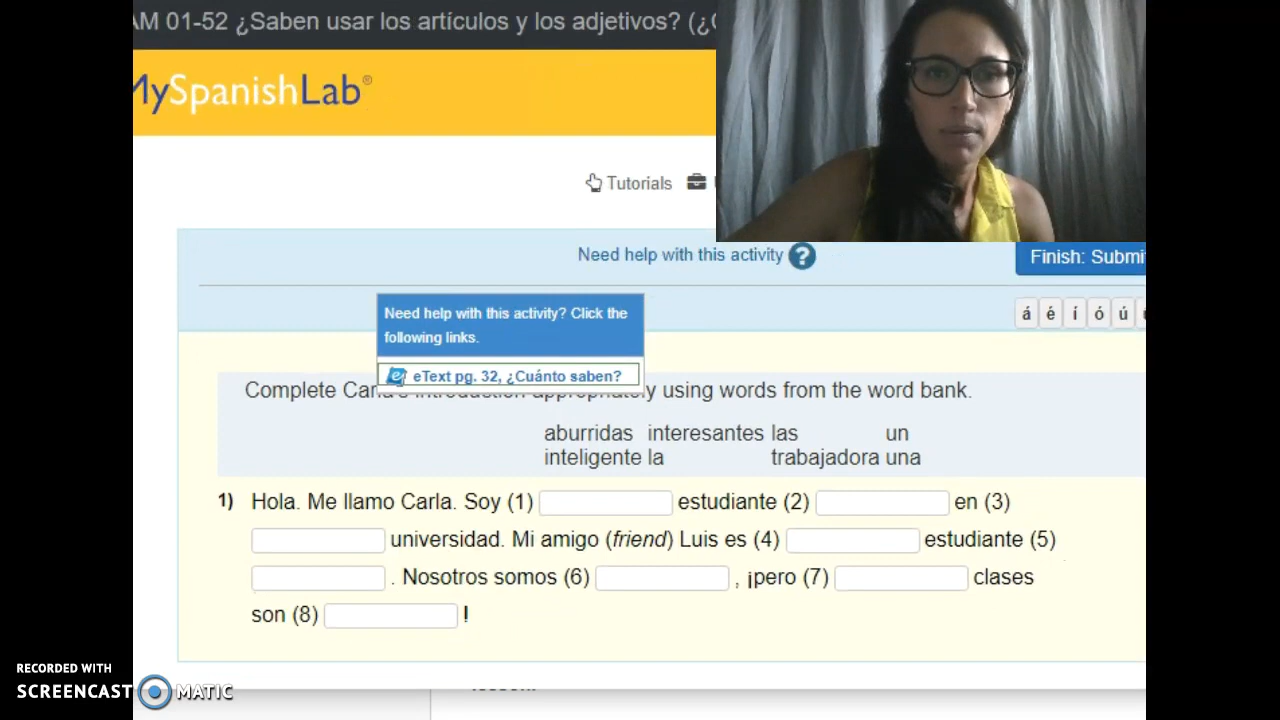 AM 01-52 ¿Saben usar los artículos y los adjetivos? (¿
MySpanishLab®
Tutorials
Need help with this activity ?
Finish: Submi
Need help with this activity? Click the
following links.
á é í ó ú
eText pg. 32, ¿Cuánto saben?
Complete Carla's introduction appropriately using words from the word bank.
aburridas interesantes las un
inteligente la trabajadora una
1) Hola. Me llamo Carla. Soy (1) estudiante (2) en (3)
universidad. Mi amigo (friend) Luis es (4) estudiante (5)
. Nosotros somos (6) , ¡pero (7) clases
son (8) !
RECORDED WITH
SCREENCAST MATIC